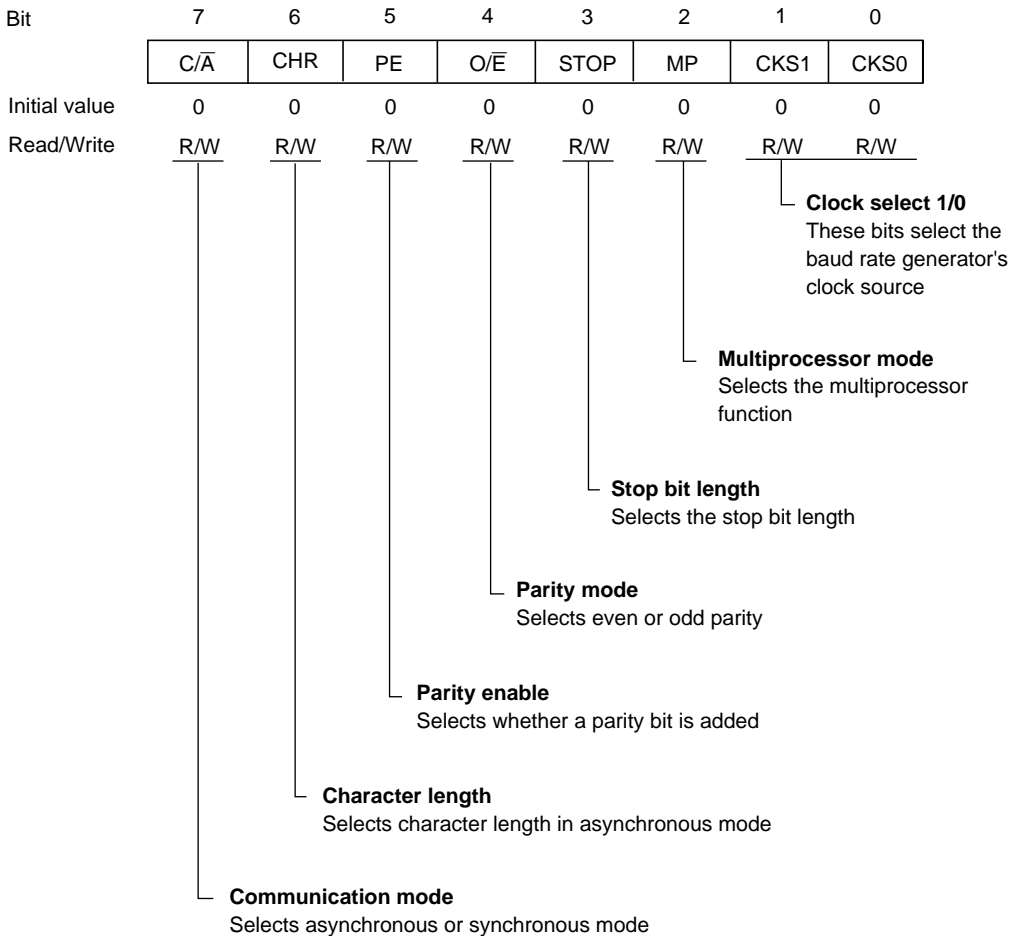 Bit 7 6 5 4 3 2 1 0
C/A̅ CHR PE O/E̅ STOP MP CKS1 CKS0
Initial value 0 0 0 0 0 0 0 0
Read/Write R/W R/W R/W R/W R/W R/W R/W R/W
Clock select 1/0
These bits select the
baud rate generator's
clock source
Multiprocessor mode
Selects the multiprocessor
function
Stop bit length
Selects the stop bit length
Parity mode
Selects even or odd parity
Parity enable
Selects whether a parity bit is added
Character length
Selects character length in asynchronous mode
Communication mode
Selects asynchronous or synchronous mode